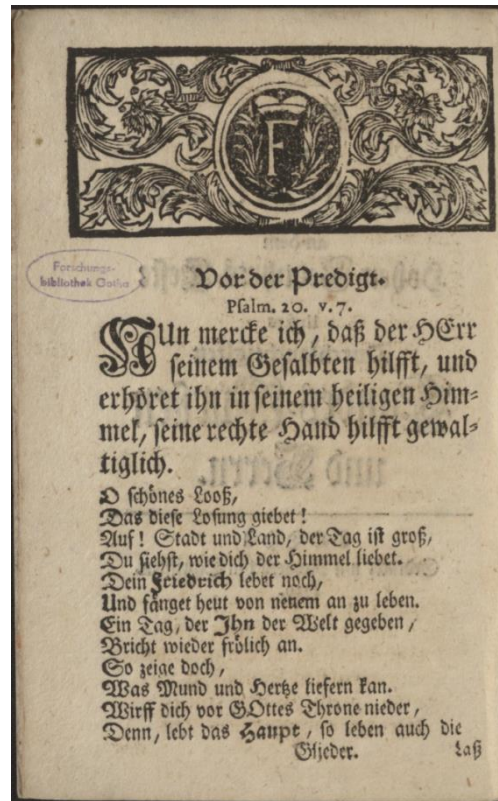 F
Forschungs-
bibliothek Gotha
Vor der Predigt.
Psalm. 20. v. 7.
NUn mercke ich, daß der HErr
seinem Gesalbten hilfft, und
erhöret ihn in seinem heiligen Him-
mel, seine rechte Hand hilfft gewal-
tiglich.
O schönes Looß,
Das diese Losung giebet!
Auf! Stadt und Land, der Tag ist groß,
Du siehst, wie dich der Himmel liebet.
Dein Friedrich lebet noch,
Und fänget heut von neuem an zu leben.
Ein Tag, der Ihn der Welt gegeben,
Bricht wieder frölich an.
So zeige doch,
Was Mund und Hertze liefern kan.
Wirff dich vor GOttes Throne nieder,
Denn, lebt das Haupt, so leben auch die
Glieder.
Laß